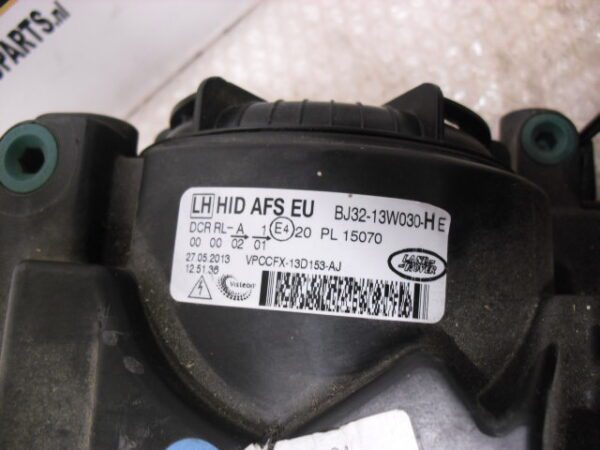 PARTS.nl
LH HID AFS EU BJ32-13W030-H E
DCR RL-A 1 E4 20 PL 15070
00 00 02 01
27.05.2013 VPCCFX-13D153-AJ
12.51.36
LAND ROVER
Visteon